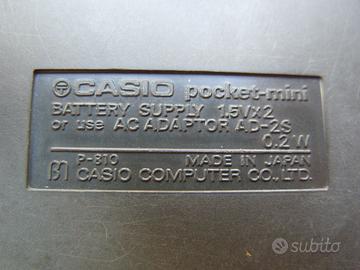 CASIO pocket-mini
BATTERY SUPPLY 1.5V×2
or use AC ADAPTOR AD-2S
0.2W
P-810 MADE IN JAPAN
CASIO COMPUTER CO., LTD.
subito